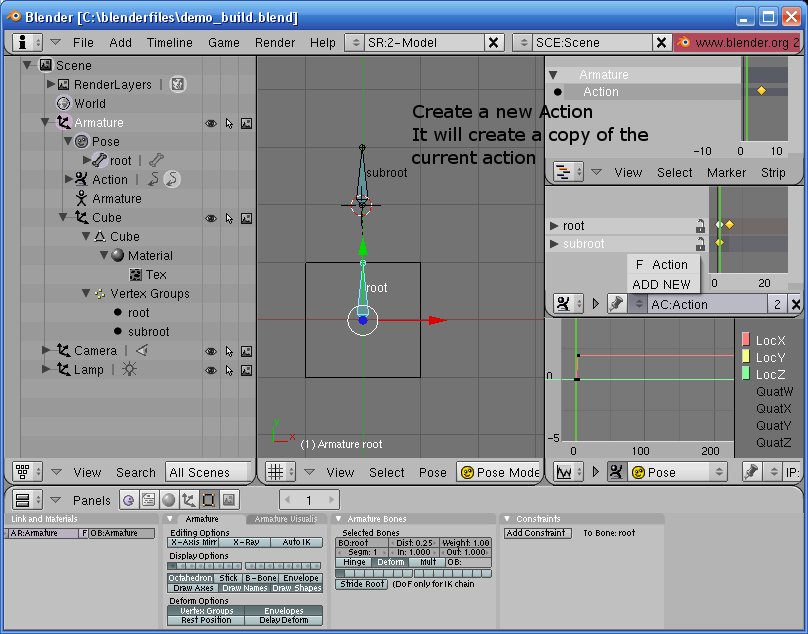 Blender [C:\blenderfiles\demo_build.blend]
File Add Timeline Game Render Help SR:2-Model SCE:Scene www.blender.org 2
Scene
RenderLayers
World
Armature
Pose
root
Action
Armature
Cube
Cube
Material
Tex
Vertex Groups
root
subroot
Camera
Lamp
View Search All Scenes
subroot
root
y
x
(1) Armature root
View Select Pose Pose Mode
Create a new Action
It will create a copy of the
current action
Armature
Action
-10 0 10
View Select Marker Strip
root
subroot
F Action
ADD NEW
0 20
AC:Action 2
LocX
LocY
LocZ
QuatW
QuatX
QuatY
QuatZ
0
-5
0 100 200
Pose IP:
Panels 1
Link and Materials
AR:Armature F OB:Armature
Armature Armature Visualis
Editing Options
X-Axis Mirr X-Ray Auto IK
Display Options
Octahedron Stick B-Bone Envelope
Draw Axes Draw Names Draw Shapes
Deform Options
Vertex Groups Envelopes
Rest Position Delay Deform
Armature Bones
Selected Bones
BO:root Dist: 0.25 Weight: 1.00
Segm: 1 In: 1.000 Out: 1.000
Hinge Deform Mult OB:
Stride Root (DoF only for IK chain
Constraints
Add Constraint To Bone: root